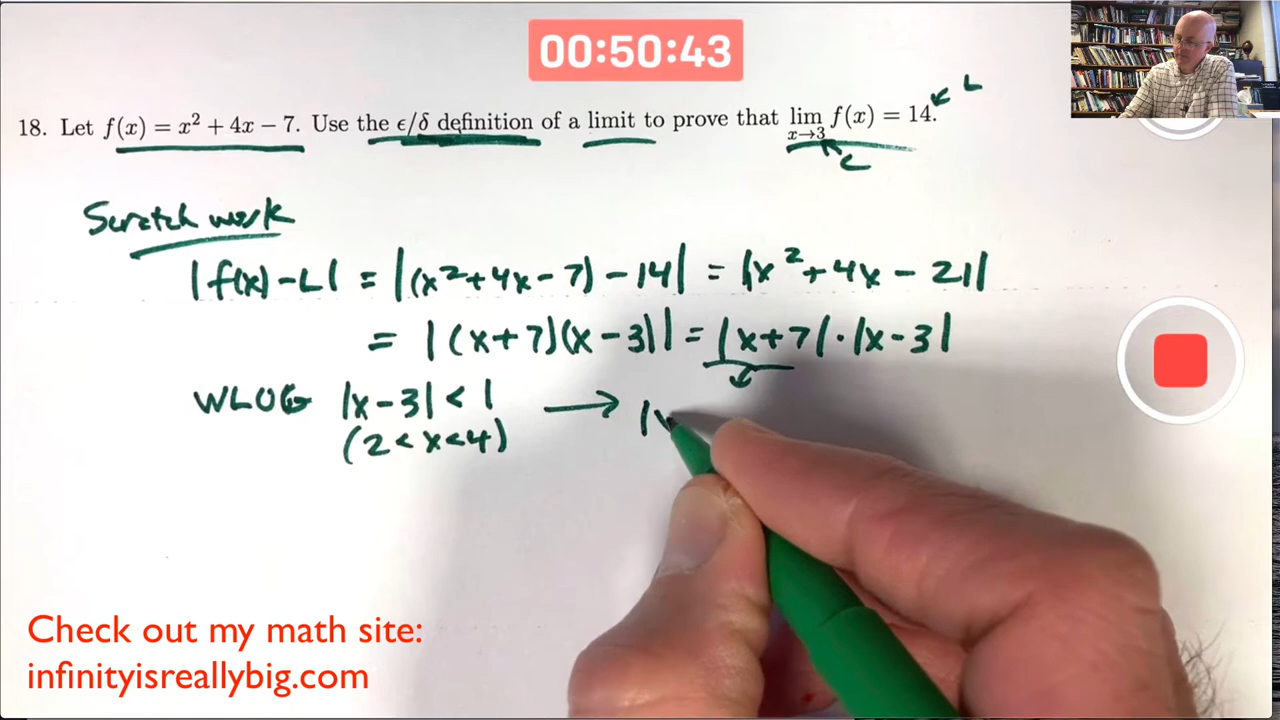 00:50:43
18. Let f(x) = x² + 4x − 7. Use the ϵ/δ definition of a limit to prove that lim f(x) = 14. ↙ L
x→3
↖ C
Scratch work
|f(x)-L| = |(x²+4x-7)-14| = |x²+4x-21|
= |(x+7)(x-3)| = |x+7|·|x-3|
WLOG |x-3| < 1 → |x
(2<x<4)
Check out my math site:
infinityisreallybig.com